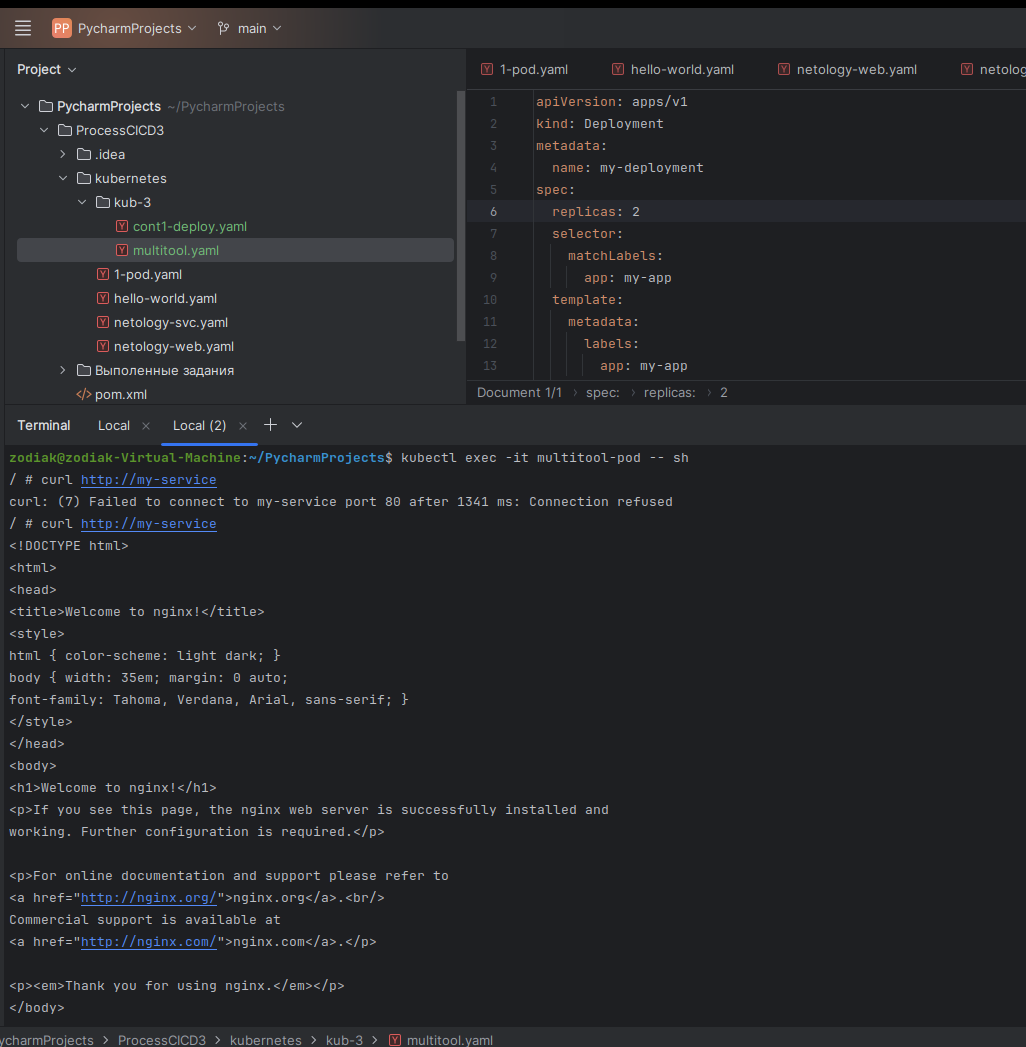 PP PycharmProjects main
Project
PycharmProjects ~/PycharmProjects
ProcessCICD3
.idea
kubernetes
kub-3
cont1-deploy.yaml
multitool.yaml
1-pod.yaml
hello-world.yaml
netology-svc.yaml
netology-web.yaml
Выполенные задания
</> pom.xml
1-pod.yaml hello-world.yaml netology-web.yaml netolog
1 apiVersion: apps/v1
2 kind: Deployment
3 metadata:
4 name: my-deployment
5 spec:
6 replicas: 2
7 selector:
8 matchLabels:
9 app: my-app
10 template:
11 metadata:
12 labels:
13 app: my-app
Document 1/1 › spec: › replicas: › 2
Terminal Local × Local (2) × +
zodiak@zodiak-Virtual-Machine:~/PycharmProjects$ kubectl exec -it multitool-pod -- sh
/ # curl http://my-service
curl: (7) Failed to connect to my-service port 80 after 1341 ms: Connection refused
/ # curl http://my-service
<!DOCTYPE html>
<html>
<head>
<title>Welcome to nginx!</title>
<style>
html { color-scheme: light dark; }
body { width: 35em; margin: 0 auto;
font-family: Tahoma, Verdana, Arial, sans-serif; }
</style>
</head>
<body>
<h1>Welcome to nginx!</h1>
<p>If you see this page, the nginx web server is successfully installed and
working. Further configuration is required.</p>
<p>For online documentation and support please refer to
<a href="http://nginx.org/">nginx.org</a>.<br/>
Commercial support is available at
<a href="http://nginx.com/">nginx.com</a>.</p>
<p><em>Thank you for using nginx.</em></p>
</body>
ycharmProjects › ProcessCICD3 › kubernetes › kub-3 › multitool.yaml